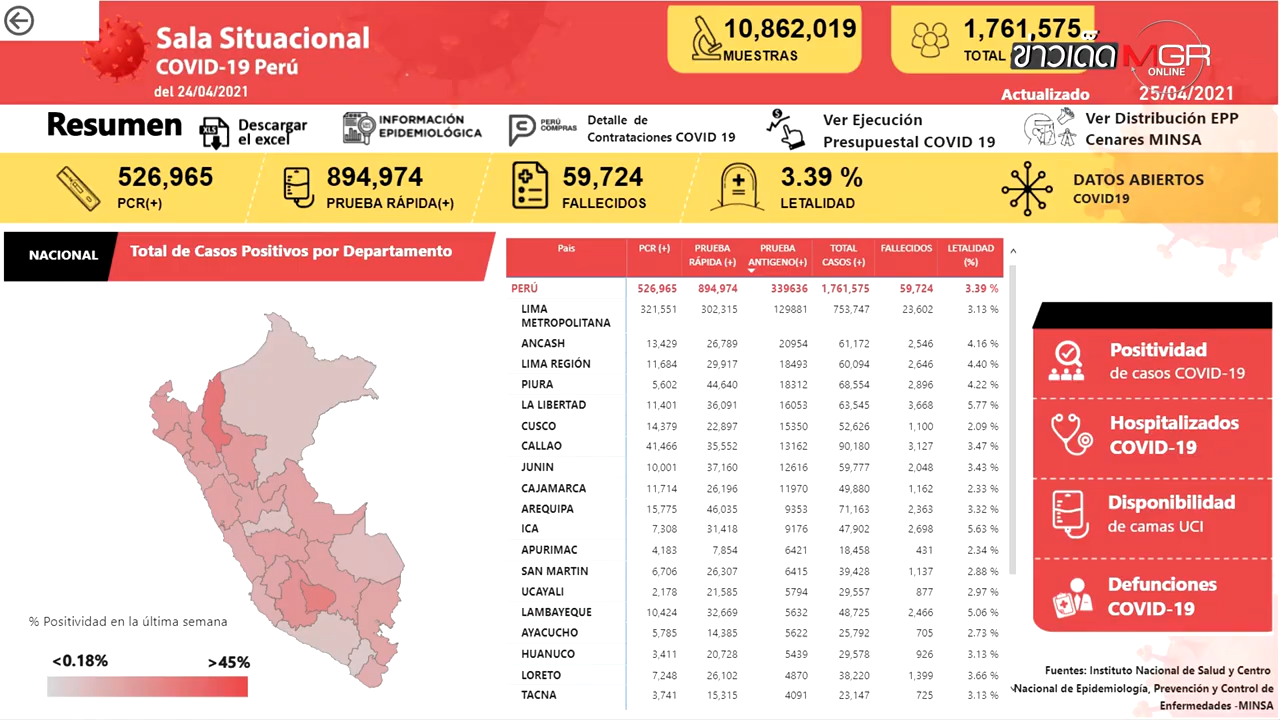 Sala Situacional
COVID-19 Perú
del 24/04/2021
10,862,019
MUESTRAS
1,761,575
TOTAL
ข่าวเด็ด MGR
ONLINE
Actualizado 25/04/2021
Resumen
XLS
Descargar
el excel
INFORMACIÓN
EPIDEMIOLÓGICA
PERÚ
COMPRAS
Detalle de
Contrataciones COVID 19
Ver Ejecución
Presupuestal COVID 19
Ver Distribución EPP
Cenares MINSA
526,965
PCR(+)
894,974
PRUEBA RÁPIDA(+)
59,724
FALLECIDOS
3.39 %
LETALIDAD
DATOS ABIERTOS
COVID19
NACIONAL
Total de Casos Positivos por Departamento
% Positividad en la última semana
<0.18% >45%
Pais PCR (+) PRUEBA PRUEBA TOTAL FALLECIDOS LETALIDAD
RÁPIDA (+) ANTIGENO(+) CASOS (+) (%)
PERÚ 526,965 894,974 339636 1,761,575 59,724 3.39 %
LIMA 321,551 302,315 129881 753,747 23,602 3.13 %
METROPOLITANA
ANCASH 13,429 26,789 20954 61,172 2,546 4.16 %
LIMA REGIÓN 11,684 29,917 18493 60,094 2,646 4.40 %
PIURA 5,602 44,640 18312 68,554 2,896 4.22 %
LA LIBERTAD 11,401 36,091 16053 63,545 3,668 5.77 %
CUSCO 14,379 22,897 15350 52,626 1,100 2.09 %
CALLAO 41,466 35,552 13162 90,180 3,127 3.47 %
JUNIN 10,001 37,160 12616 59,777 2,048 3.43 %
CAJAMARCA 11,714 26,196 11970 49,880 1,162 2.33 %
AREQUIPA 15,775 46,035 9353 71,163 2,363 3.32 %
ICA 7,308 31,418 9176 47,902 2,698 5.63 %
APURIMAC 4,183 7,854 6421 18,458 431 2.34 %
SAN MARTIN 6,706 26,307 6415 39,428 1,137 2.88 %
UCAYALI 2,178 21,585 5794 29,557 877 2.97 %
LAMBAYEQUE 10,424 32,669 5632 48,725 2,466 5.06 %
AYACUCHO 5,785 14,385 5622 25,792 705 2.73 %
HUANUCO 3,411 20,728 5439 29,578 926 3.13 %
LORETO 7,248 26,102 4870 38,220 1,399 3.66 %
TACNA 3,741 15,315 4091 23,147 725 3.13 %
Positividad
de casos COVID-19
Hospitalizados
COVID-19
Disponibilidad
de camas UCI
Defunciones
COVID-19
Fuentes: Instituto Nacional de Salud y Centro
Nacional de Epidemiología, Prevención y Control de
Enfermedades -MINSA